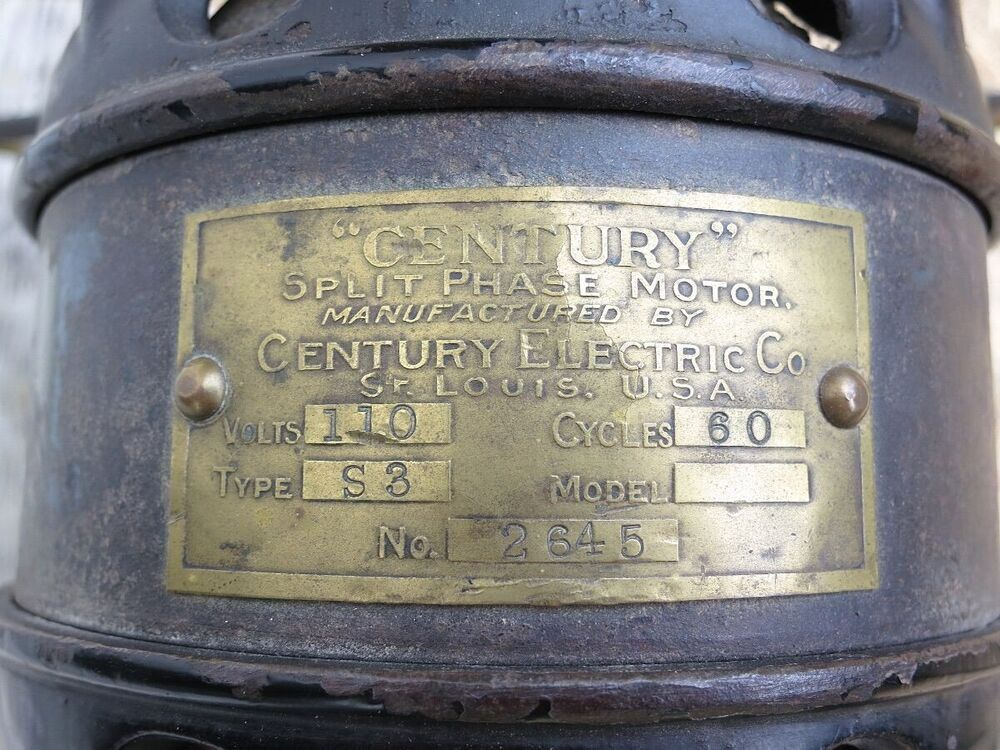 "CENTURY"
SPLIT PHASE MOTOR.
MANUFACTURED BY
CENTURY ELECTRIC CO
ST. LOUIS, U.S.A.
VOLTS 110 CYCLES 60
TYPE S3 MODEL
No. 2645